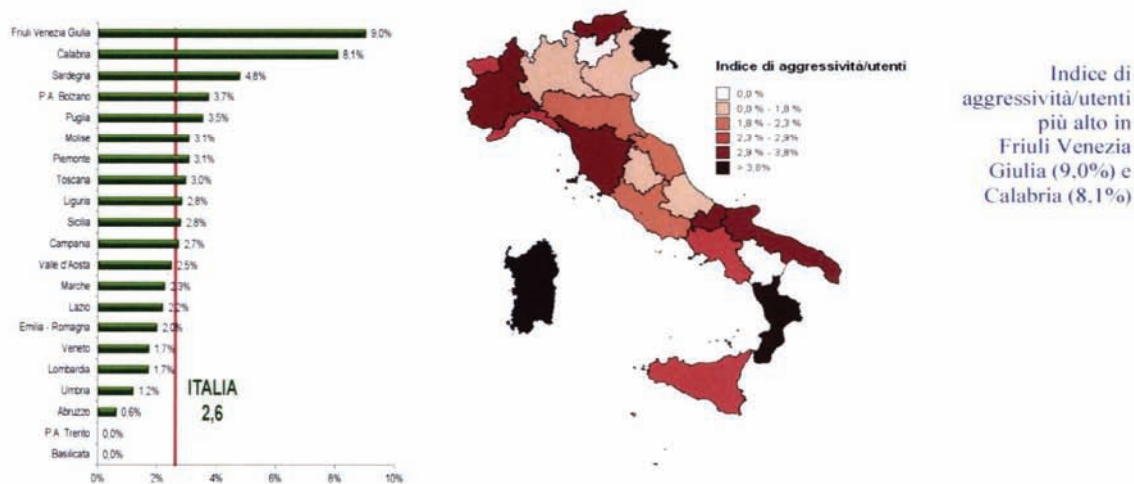 Friuli Venezia Giulia 9,0%
Calabria 8,1%
Sardegna 4,8%
P.A. Bolzano 3,7%
Puglia 3,5%
Molise 3,1%
Piemonte 3,1%
Toscana 3,0%
Liguria 2,8%
Sicilia 2,8%
Campania 2,7%
Valle d'Aosta 2,5%
Marche 2,3%
Lazio 2,2%
Emilia - Romagna 2,0%
Veneto 1,7%
Lombardia 1,7%
Umbria 1,2%
Abruzzo 0,6%
P.A. Trento 0,0%
Basilicata 0,0%
ITALIA
2,6
0% 2% 4% 6% 8% 10%
Indice di aggressività/utenti
0,0 %
0,0 % - 1,8 %
1,8 % - 2,3 %
2,3 % - 2,9%
2,9 % - 3,8%
> 3,8%
Indice di
aggressività/utenti
più alto in
Friuli Venezia
Giulia (9.0%) e
Calabria (8.1%)